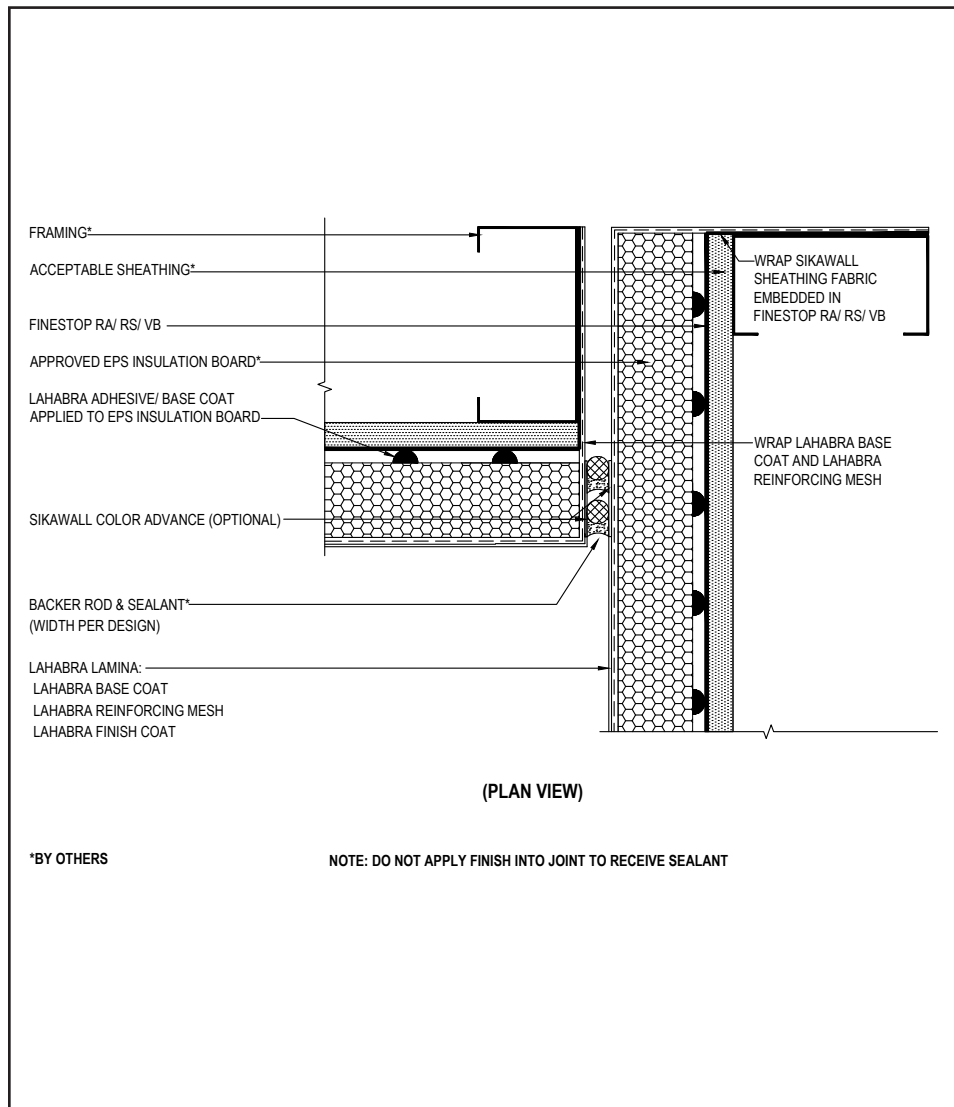 FRAMING*
ACCEPTABLE SHEATHING*
FINESTOP RA/ RS/ VB
APPROVED EPS INSULATION BOARD*
LAHABRA ADHESIVE/ BASE COAT
APPLIED TO EPS INSULATION BOARD
SIKAWALL COLOR ADVANCE (OPTIONAL)
BACKER ROD & SEALANT*
(WIDTH PER DESIGN)
LAHABRA LAMINA:
LAHABRA BASE COAT
LAHABRA REINFORCING MESH
LAHABRA FINISH COAT
WRAP SIKAWALL
SHEATHING FABRIC
EMBEDDED IN
FINESTOP RA/ RS/ VB
WRAP LAHABRA BASE
COAT AND LAHABRA
REINFORCING MESH
(PLAN VIEW)
*BY OTHERS
NOTE: DO NOT APPLY FINISH INTO JOINT TO RECEIVE SEALANT